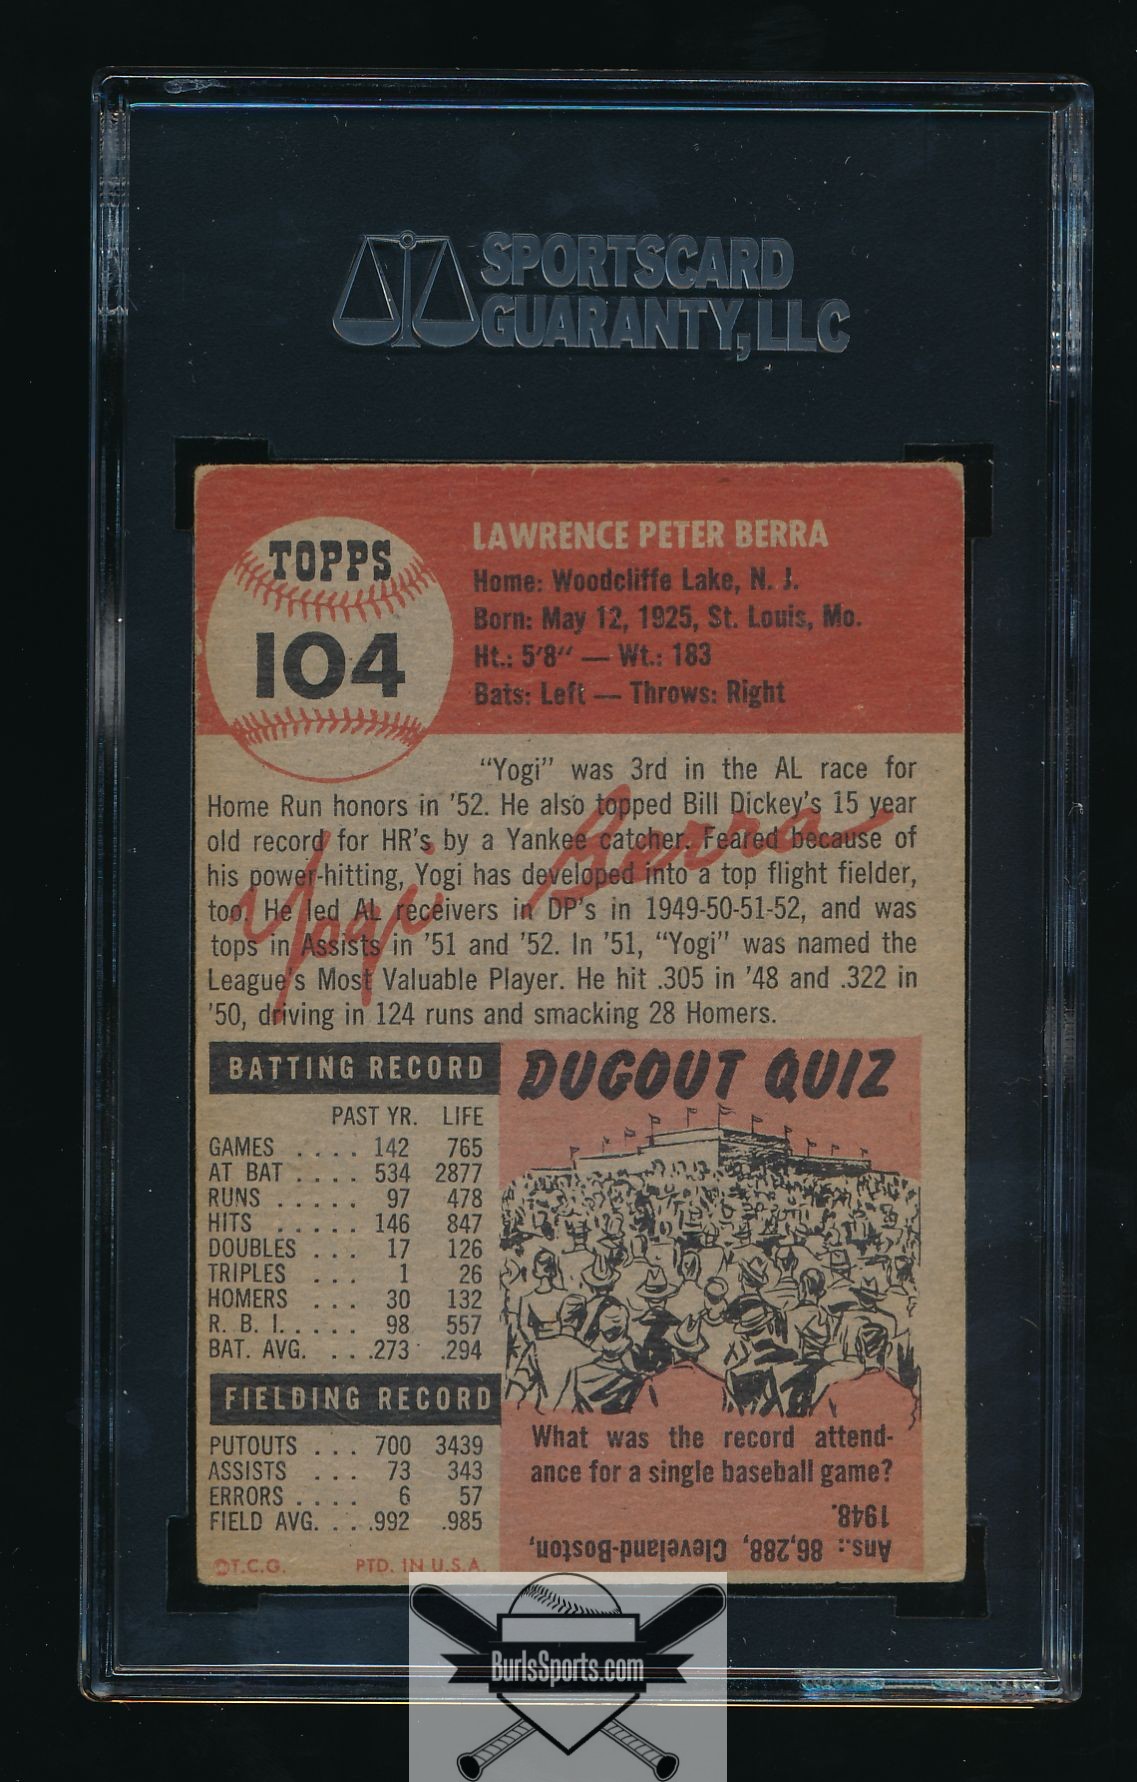 SPORTSCARD
GUARANTY, LLC
TOPPS
104
LAWRENCE PETER BERRA
Home: Woodcliffe Lake, N. J.
Born: May 12, 1925, St. Louis, Mo.
Ht.: 5'8" — Wt.: 183
Bats: Left — Throws: Right
"Yogi" was 3rd in the AL race for
Home Run honors in '52. He also topped Bill Dickey's 15 year
old record for HR's by a Yankee catcher. Feared because of
his power-hitting, Yogi has developed into a top flight fielder,
too. He led AL receivers in DP's in 1949-50-51-52, and was
tops in Assists in '51 and '52. In '51, "Yogi" was named the
League's Most Valuable Player. He hit .305 in '48 and .322 in
'50, driving in 124 runs and smacking 28 Homers.
Yogi Berra
BATTING RECORD
PAST YR. LIFE
GAMES .... 142 765
AT BAT .... 534 2877
RUNS ..... 97 478
HITS ..... 146 847
DOUBLES ... 17 126
TRIPLES ... 1 26
HOMERS ... 30 132
R. B. I. .... 98 557
BAT. AVG. ...273 .294
FIELDING RECORD
PUTOUTS ... 700 3439
ASSISTS ... 73 343
ERRORS .... 6 57
FIELD AVG. ...992 .985
©T.C.G. PTD. IN U.S.A.
DUGOUT QUIZ
What was the record attend-
ance for a single baseball game?
Ans.: 86,288, Cleveland-Boston,
1948.
BurlsSports.com